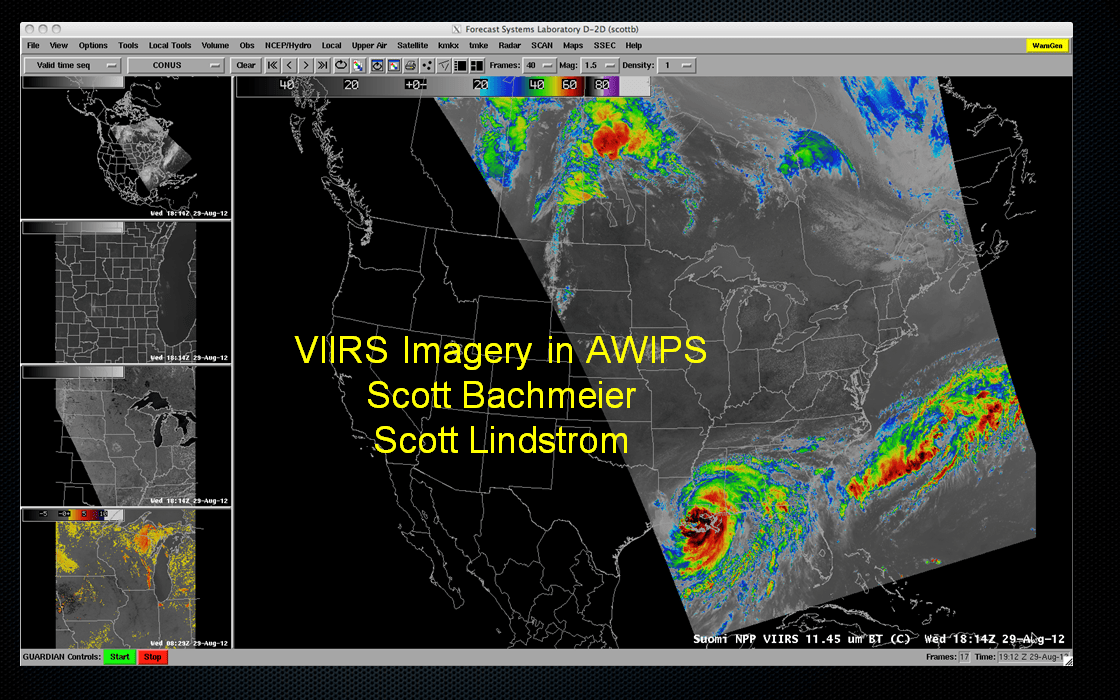 Forecast Systems Laboratory D-2D (scottb)
File View Options Tools Local Tools Volume Obs NCEP/Hydro Local Upper Air Satellite kmkx tmke Radar SCAN Maps SSEC Help WarnGen
Valid time seq CONUS Clear Frames: 40 Mag: 1.5 Density: 1
40 20 +0+ 20 40 60 80
Wed 18:14Z 29-Aug-12
Wed 18:34Z 29-Aug-12
VIIRS Imagery in AWIPS
Scott Bachmeier
Scott Lindstrom
Wed 18:14Z 29-Aug-12
-5 -0+ 5 10
Wed 08:29Z 29-Aug-12
Suomi NPP VIIRS 11.45 um BT (C) Wed 18:14Z 29-Aug-12
GUARDIAN Controls: Start Stop Frames: 17 Time: 19:12 Z 29-Aug-12